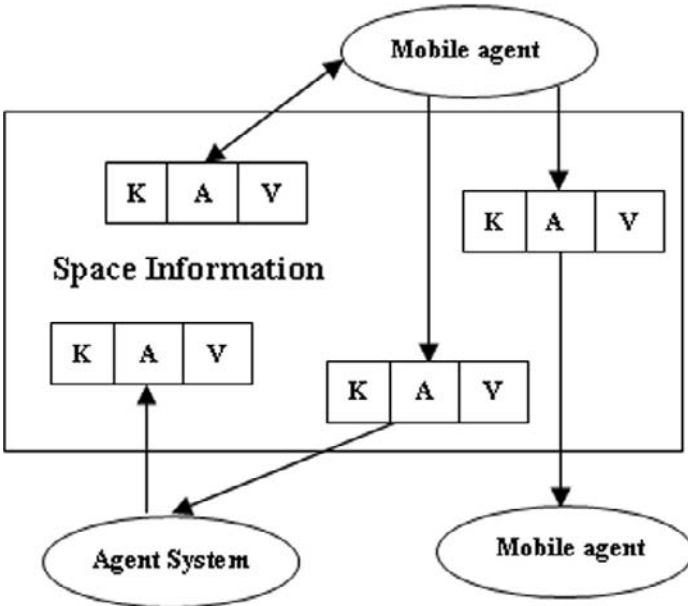 Mobile agent
K A V
K A V
Space Information
K A V
K A V
Agent System
Mobile agent